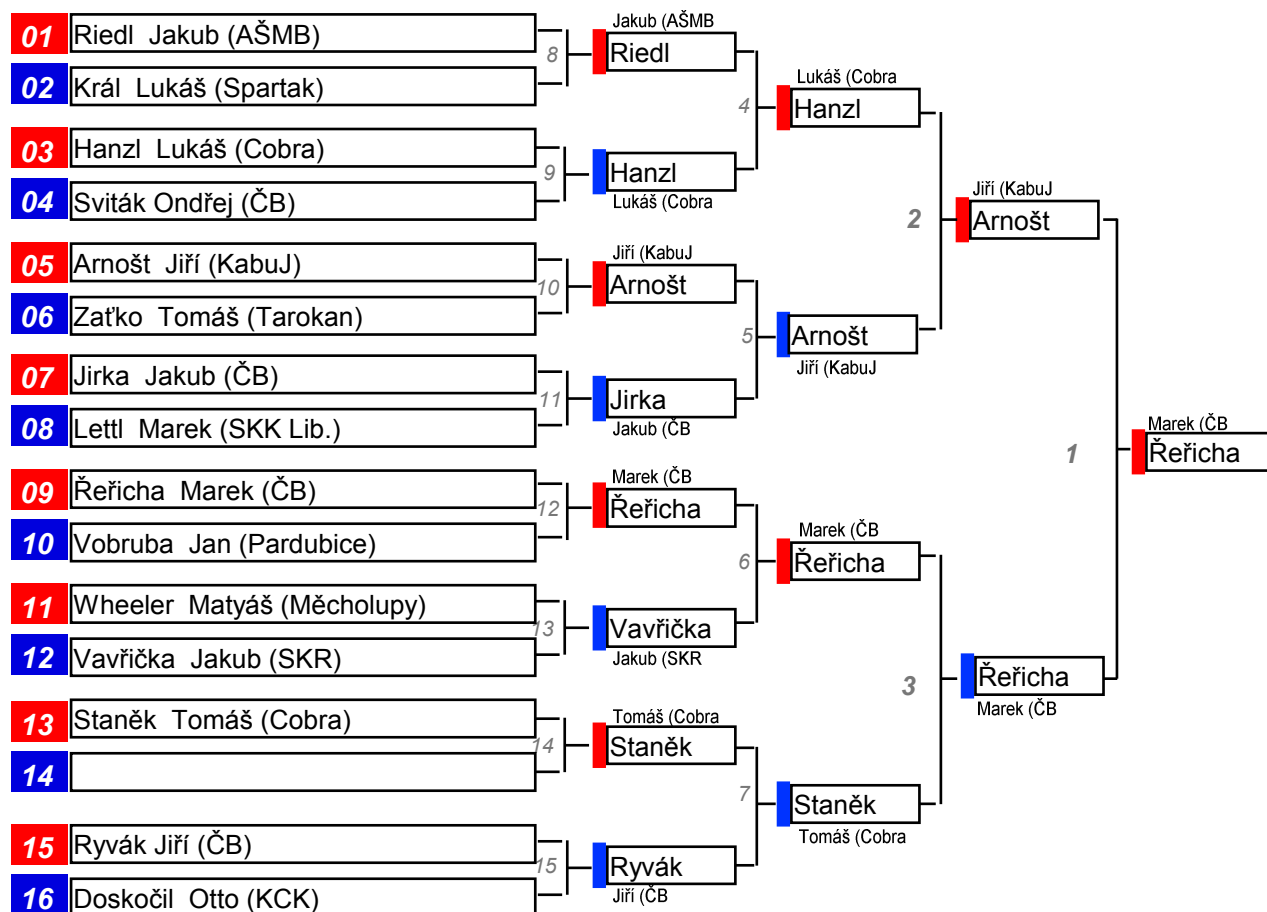 01 Riedl Jakub (AŠMB)
02 Král Lukáš (Spartak)
03 Hanzl Lukáš (Cobra)
04 Sviták Ondřej (ČB)
05 Arnošt Jiří (KabuJ)
06 Zaťko Tomáš (Tarokan)
07 Jirka Jakub (ČB)
08 Lettl Marek (SKK Lib.)
09 Řeřicha Marek (ČB)
10 Vobruba Jan (Pardubice)
11 Wheeler Matyáš (Měcholupy)
12 Vavřička Jakub (SKR)
13 Staněk Tomáš (Cobra)
14
15 Ryvák Jiří (ČB)
16 Doskočil Otto (KCK)
8
9
10
11
12
13
14
15
Jakub (AŠMB
Riedl
Hanzl
Lukáš (Cobra
Jiří (KabuJ
Arnošt
Jirka
Jakub (ČB
Marek (ČB
Řeřicha
Vavřička
Jakub (SKR
Tomáš (Cobra
Staněk
Ryvák
Jiří (ČB
4
5
6
7
Lukáš (Cobra
Hanzl
Arnošt
Jiří (KabuJ
Marek (ČB
Řeřicha
Staněk
Tomáš (Cobra
2
3
Jiří (KabuJ
Arnošt
Řeřicha
Marek (ČB
1
Marek (ČB
Řeřicha